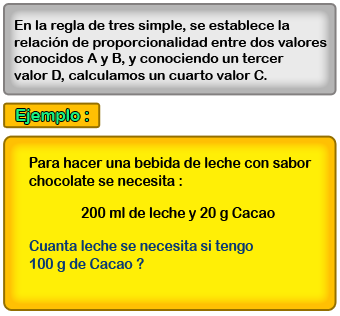 En la regla de tres simple, se establece la
relación de proporcionalidad entre dos valores
conocidos A y B, y conociendo un tercer
valor D, calculamos un cuarto valor C.
Ejemplo :
Para hacer una bebida de leche con sabor
chocolate se necesita :
200 ml de leche y 20 g Cacao
Cuanta leche se necesita si tengo
100 g de Cacao ?